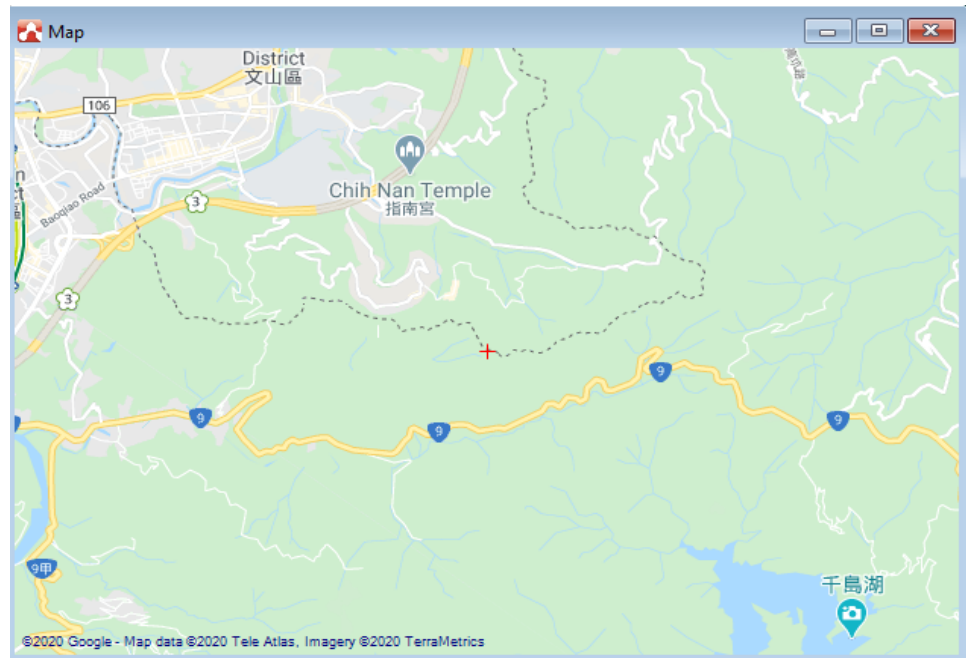 Map
District
文山區
106
Chih Nan Temple
指南宮
3
Baoqiao Road
3
9
9
9
9
9甲
千島湖
©2020 Google - Map data ©2020 Tele Atlas, Imagery ©2020 TerraMetrics